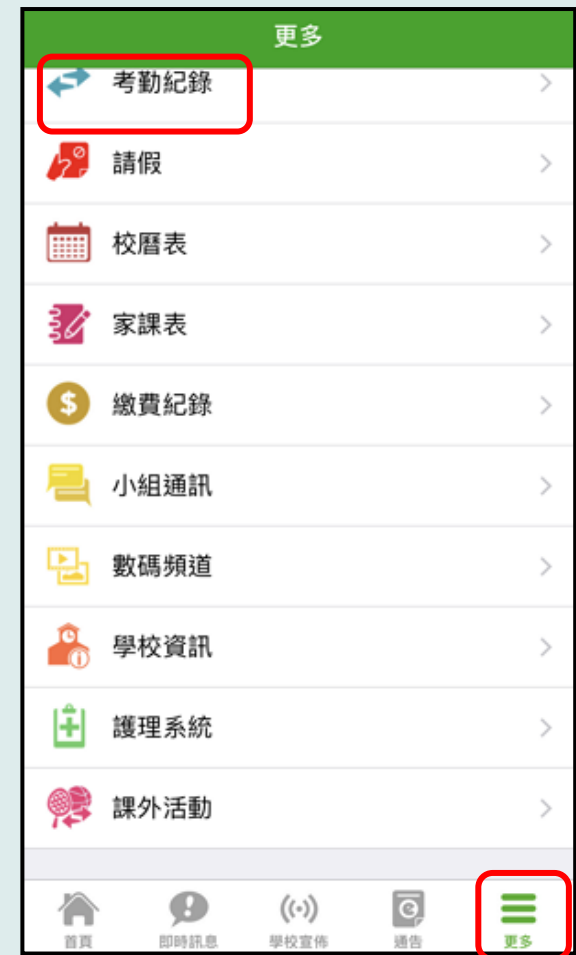 更多
考勤紀錄
請假
校曆表
家課表
繳費紀錄
小組通訊
數碼頻道
學校資訊
護理系統
課外活動
首頁 即時訊息 學校宣佈 通告 更多